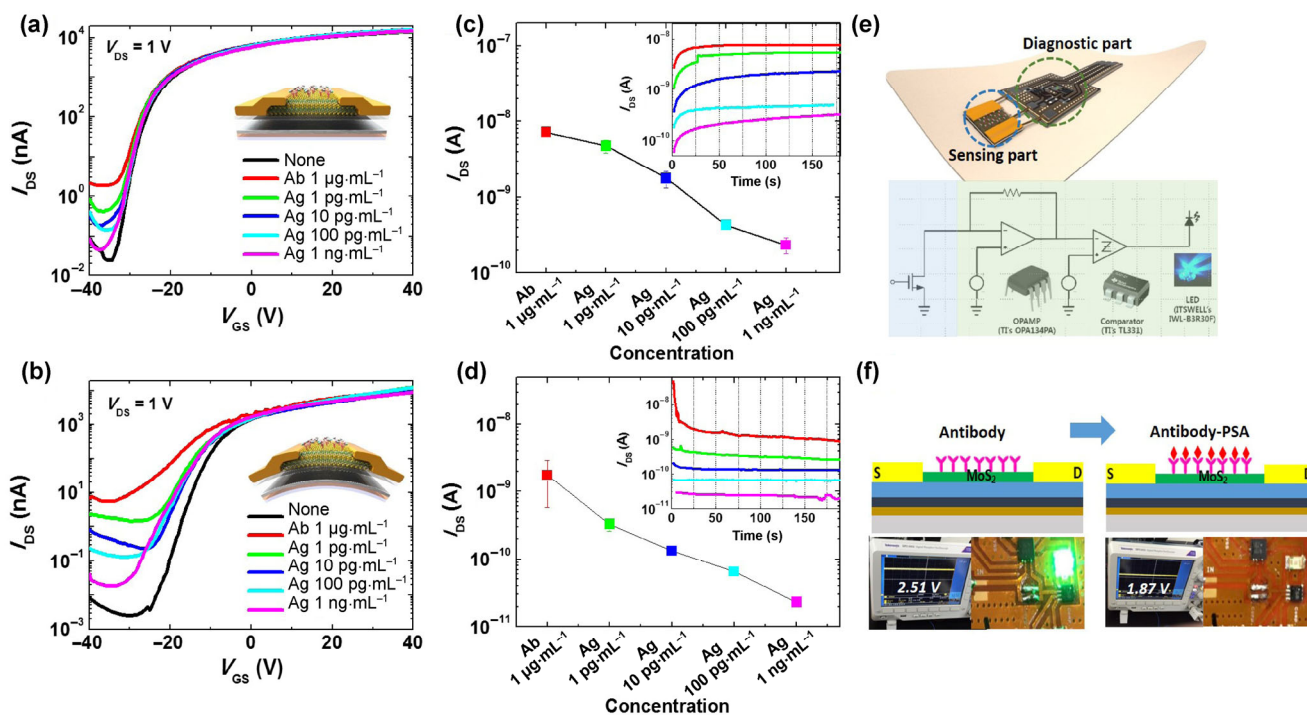 (a)
V_DS = 1 V
I_DS (nA)
10⁴
10²
10⁰
10⁻²
None
Ab 1 μg·mL⁻¹
Ag 1 pg·mL⁻¹
Ag 10 pg·mL⁻¹
Ag 100 pg·mL⁻¹
Ag 1 ng·mL⁻¹
−40 −20 0 20 40
V_GS (V)
(c)
I_DS (A)
10⁻⁷
10⁻⁸
10⁻⁹
10⁻¹⁰
I_DS (A)
10⁻⁸
10⁻⁹
10⁻¹⁰
0 50 100 150
Time (s)
Ab
1 μg·mL⁻¹
Ag
1 pg·mL⁻¹
Ag
10 pg·mL⁻¹
Ag
100 pg·mL⁻¹
Ag
1 ng·mL⁻¹
Concentration
(e)
Diagnostic part
Sensing part
OPAMP
(TI's OPA134PA)
Comparator
(TI's TL331)
LED
(ITSWELL's
IWL-B3R30F)
(b)
V_DS = 1 V
I_DS (nA)
10³
10¹
10⁻¹
10⁻³
None
Ab 1 μg·mL⁻¹
Ag 1 pg·mL⁻¹
Ag 10 pg·mL⁻¹
Ag 100 pg·mL⁻¹
Ag 1 ng·mL⁻¹
−40 −20 0 20 40
V_GS (V)
(d)
I_DS (A)
10⁻⁸
10⁻⁹
10⁻¹⁰
10⁻¹¹
I_DS (A)
10⁻⁸
10⁻⁹
10⁻¹⁰
10⁻¹¹
0 50 100 150
Time (s)
Ab
1 μg·mL⁻¹
Ag
1 pg·mL⁻¹
Ag
10 pg·mL⁻¹
Ag
100 pg·mL⁻¹
Ag
1 ng·mL⁻¹
Concentration
(f)
Antibody
Antibody-PSA
S
MoS₂
D
S
MoS₂
D
2.51 V
IN
1.87 V
IN